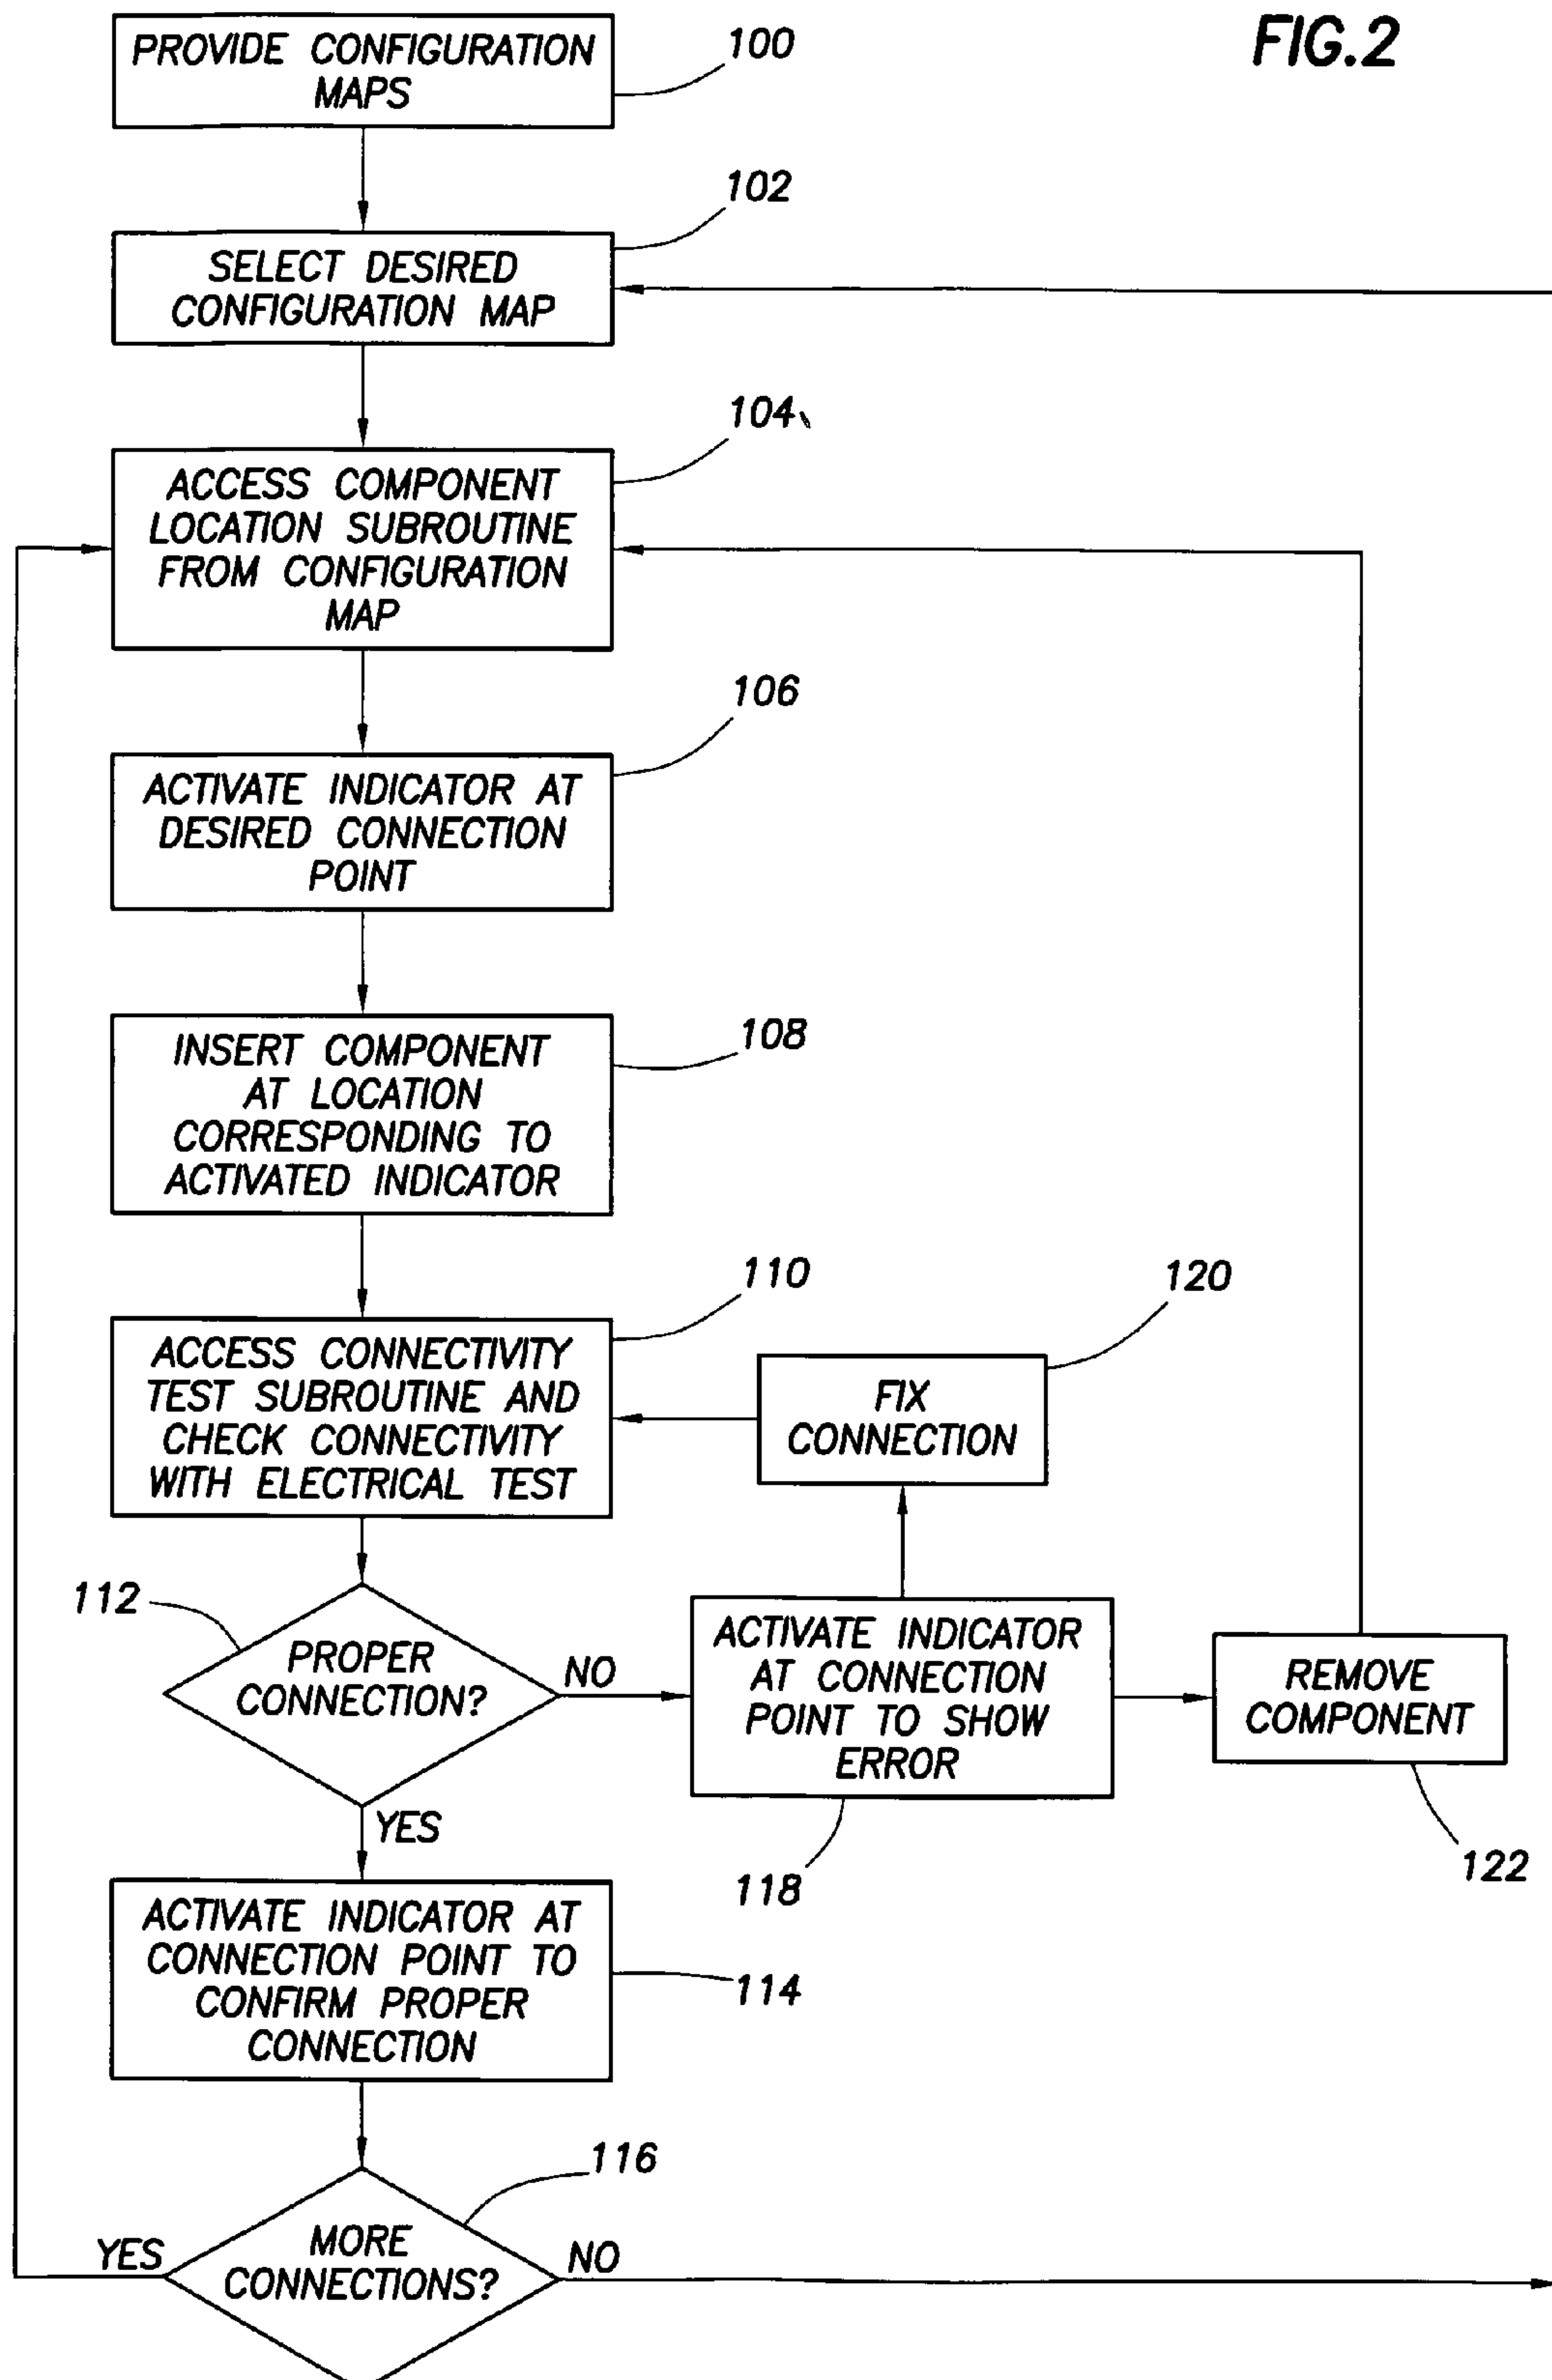 FIG.2
PROVIDE CONFIGURATION
MAPS
100
102
SELECT DESIRED
CONFIGURATION MAP
104
ACCESS COMPONENT
LOCATION SUBROUTINE
FROM CONFIGURATION
MAP
106
ACTIVATE INDICATOR AT
DESIRED CONNECTION
POINT
108
INSERT COMPONENT
AT LOCATION
CORRESPONDING TO
ACTIVATED INDICATOR
110
ACCESS CONNECTIVITY
TEST SUBROUTINE AND
CHECK CONNECTIVITY
WITH ELECTRICAL TEST
120
FIX
CONNECTION
112
PROPER
CONNECTION?
NO
YES
ACTIVATE INDICATOR
AT CONNECTION
POINT TO SHOW
ERROR
118
REMOVE
COMPONENT
122
ACTIVATE INDICATOR AT
CONNECTION POINT TO
CONFIRM PROPER
CONNECTION
114
116
MORE
CONNECTIONS?
YES
NO